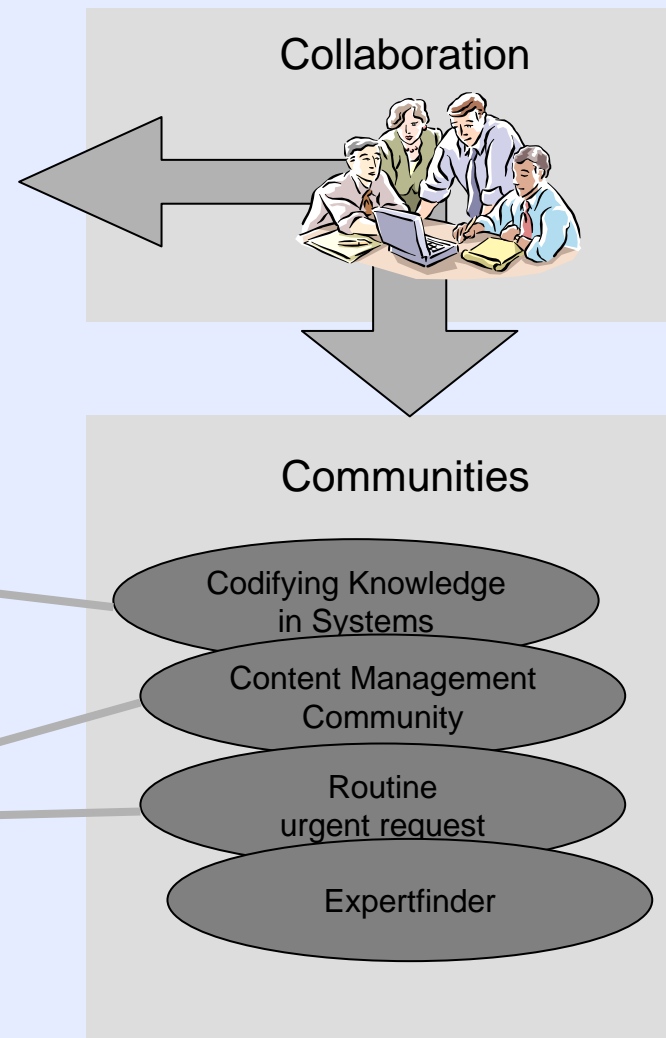 Collaboration
Communities
Codifying Knowledge
in Systems
Content Management
Community
Routine
urgent request
Expertfinder